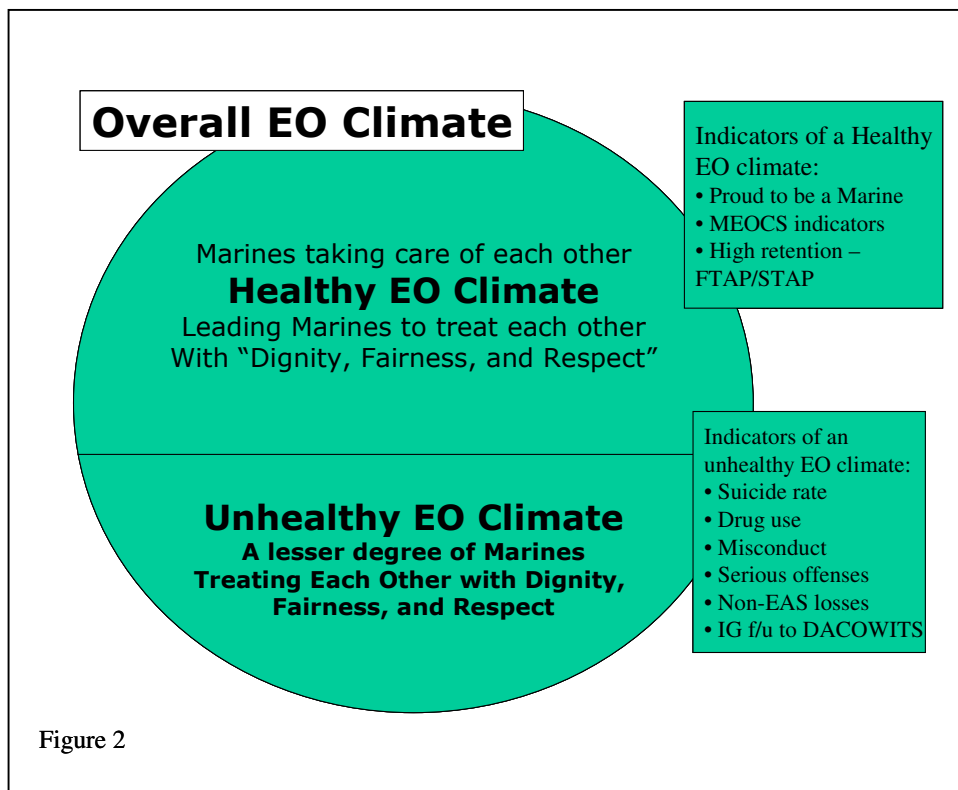 Overall EO Climate
Marines taking care of each other
Healthy EO Climate
Leading Marines to treat each other
With “Dignity, Fairness, and Respect”
Indicators of a Healthy
EO climate:
• Proud to be a Marine
• MEOCS indicators
• High retention –
FTAP/STAP
Unhealthy EO Climate
A lesser degree of Marines
Treating Each Other with Dignity,
Fairness, and Respect
Indicators of an
unhealthy EO climate:
• Suicide rate
• Drug use
• Misconduct
• Serious offenses
• Non-EAS losses
• IG f/u to DACOWITS
Figure 2